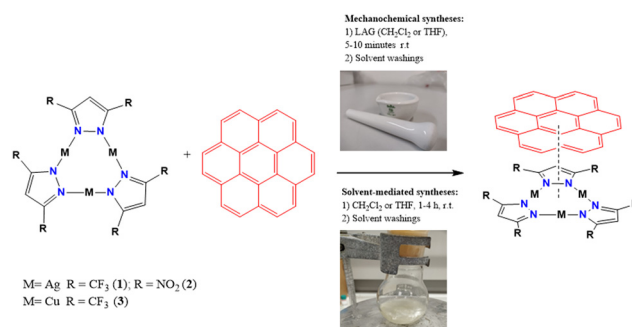 Mechanochemical syntheses:
1) LAG (CH2Cl2 or THF),
5-10 minutes r.t
2) Solvent washings
R
R
N
N
M
M
R
R
N
N
+
N
M
N
R
R
Solvent-mediated syntheses:
1) CH2Cl2 or THF, 1-4 h, r.t.
2) Solvent washings
R
R
N
N
R
M
M
R
N
N
N
M
N
R
R
M= Ag R = CF3 (1); R = NO2 (2)
M= Cu R = CF3 (3)